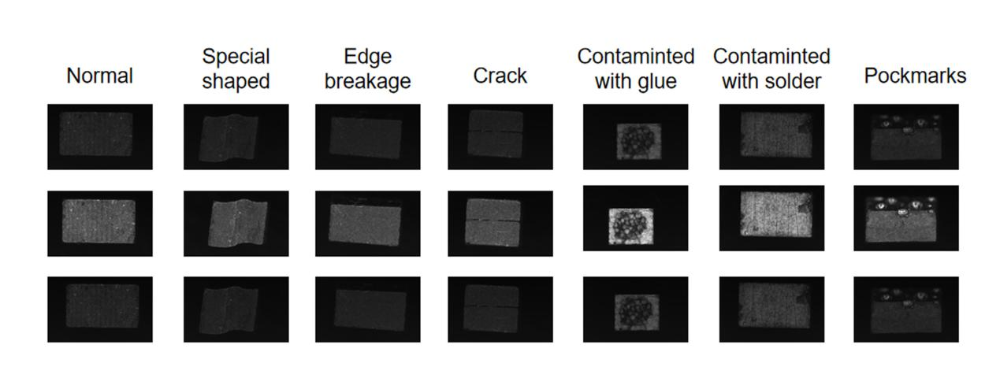 Normal
Special
shaped
Edge
breakage
Crack
Contaminted
with glue
Contaminted
with solder
Pockmarks